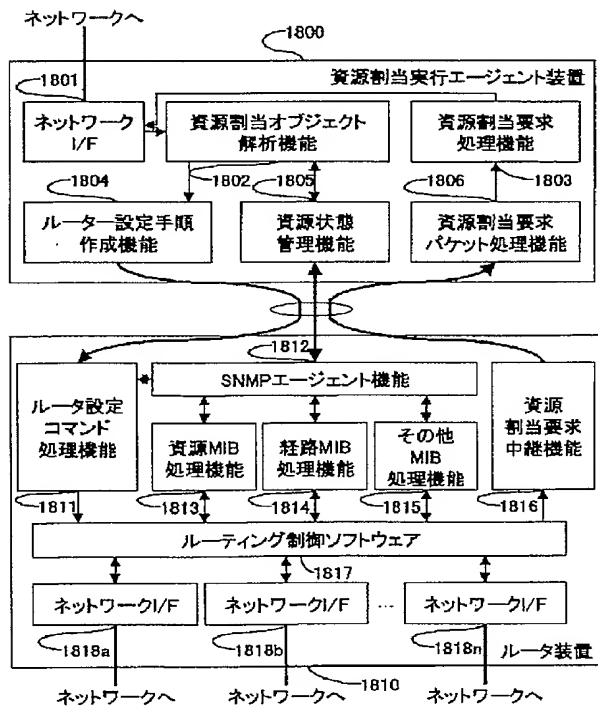 ネットワークへ
1800
1801
資源割当実行エージェント装置
ネットワーク
I/F
資源割当オブジェクト
解析機能
資源割当要求
処理機能
1804
1802
1805
1806
1803
ルーター設定手順
作成機能
資源状態
管理機能
資源割当要求
パケット処理機能
1812
SNMPエージェント機能
ルータ設定
コマンド
処理機能
資源MIB
処理機能
経路MIB
処理機能
その他
MIB
処理機能
資源
割当要求
中継機能
1811
1813
1814
1815
1816
ルーティング制御ソフトウェア
1817
ネットワークI/F
ネットワークI/F
...
ネットワークI/F
1818a
1818b
1818n
ルータ装置
ネットワークへ
ネットワークへ
1810
ネットワークへ